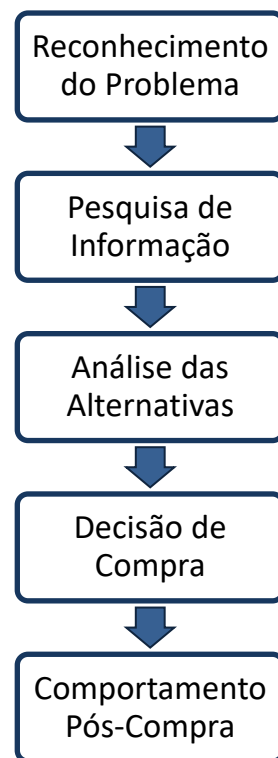 Reconhecimento
do Problema
Pesquisa de
Informação
Análise das
Alternativas
Decisão de
Compra
Comportamento
Pós-Compra